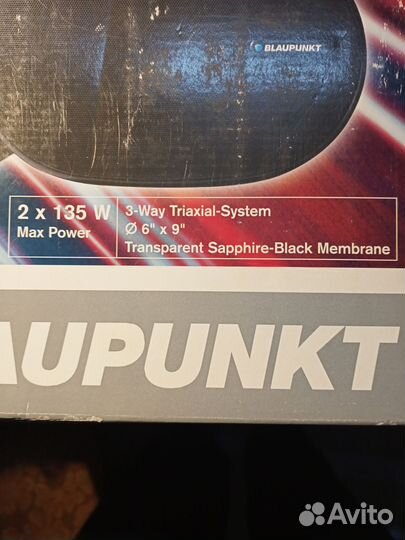 BLAUPUNKT
2 x 135 W
Max Power
3-Way Triaxial-System
Ø 6" x 9"
Transparent Sapphire-Black Membrane
AUPUNKT
Avito